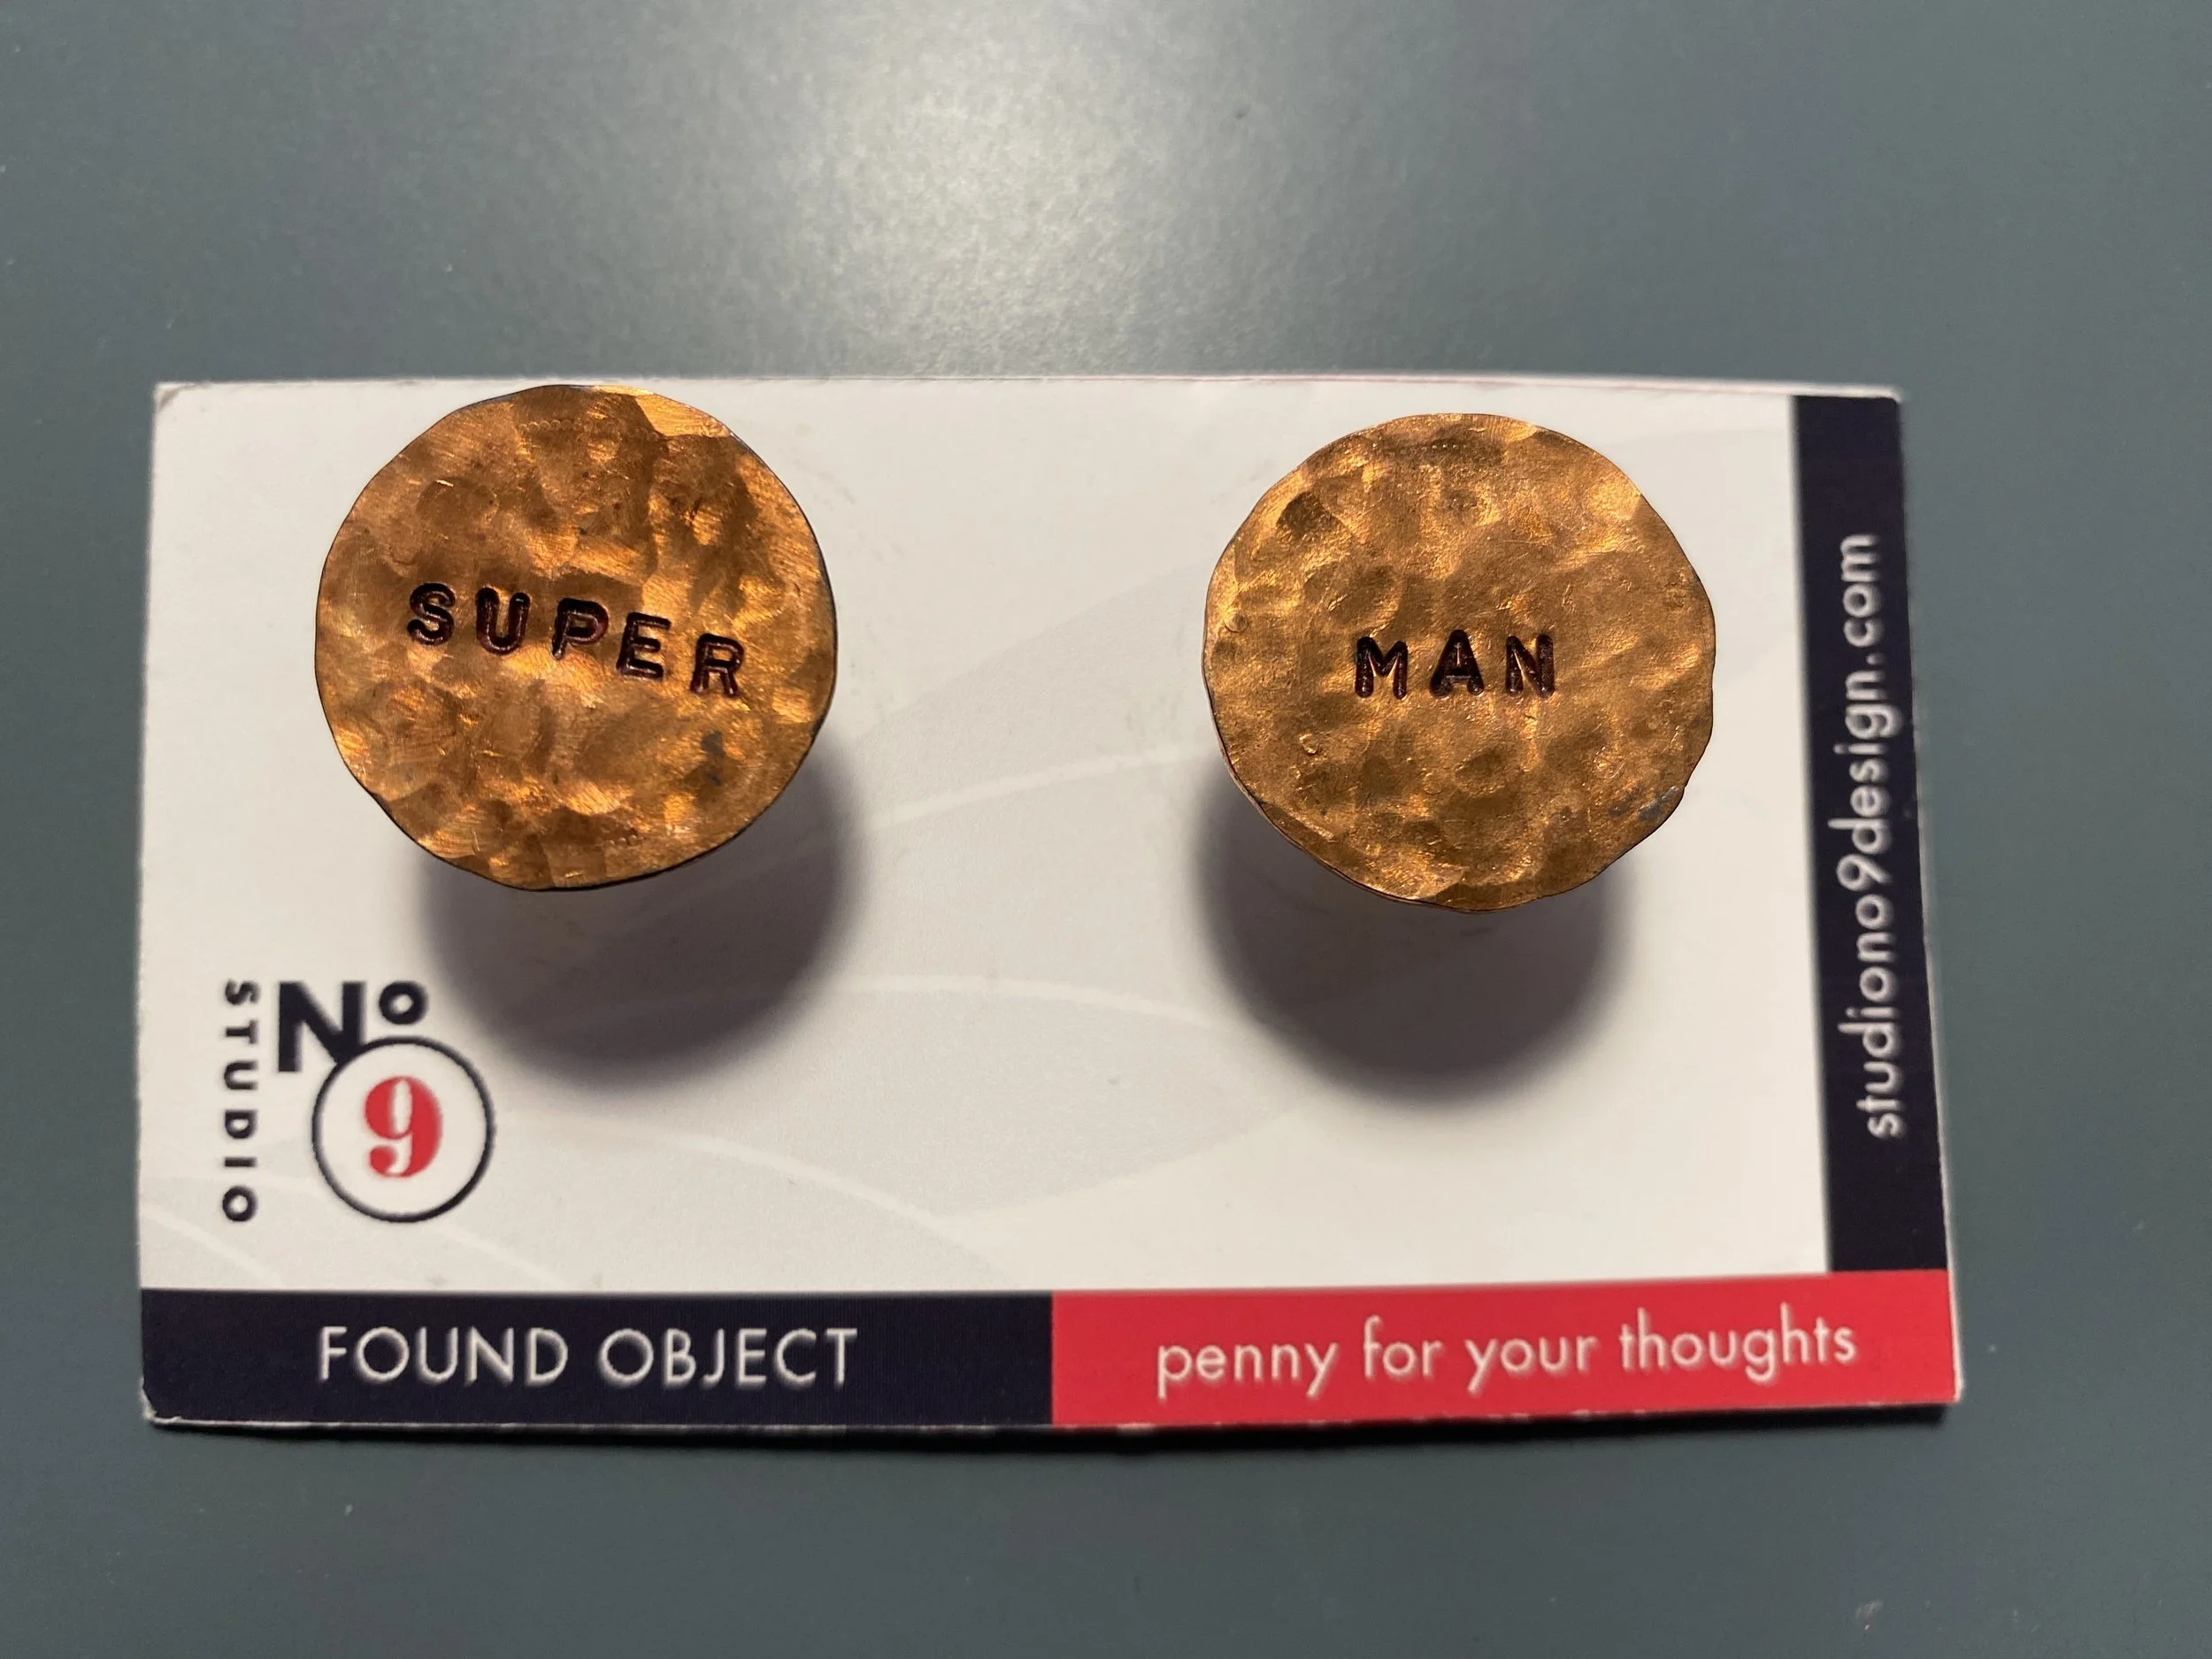 SUPER
MAN
STUDIO
No
9
studiono9design.com
FOUND OBJECT
penny for your thoughts